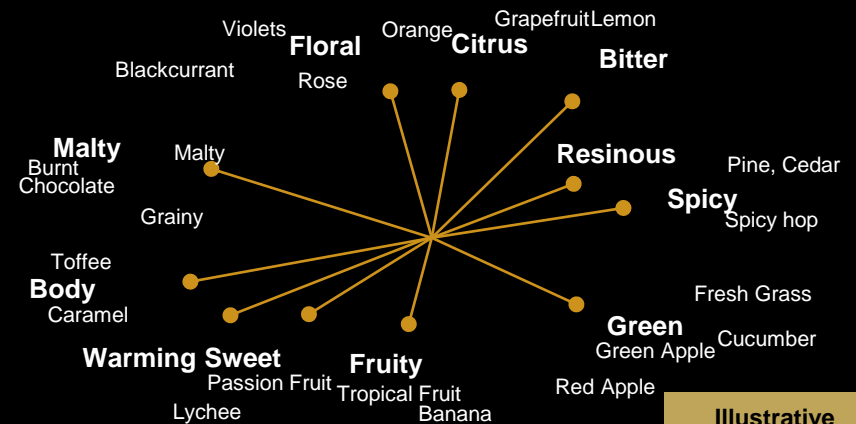 Violets
Floral
Orange
Citrus
Grapefruit
Lemon
Bitter
Blackcurrant
Rose
Malty
Malty
Burnt
Chocolate
Resinous
Pine, Cedar
Spicy
Spicy hop
Grainy
Toffee
Body
Caramel
Fresh Grass
Green
Cucumber
Green Apple
Warming Sweet
Fruity
Passion Fruit
Tropical Fruit
Red Apple
Lychee
Banana
Illustrative